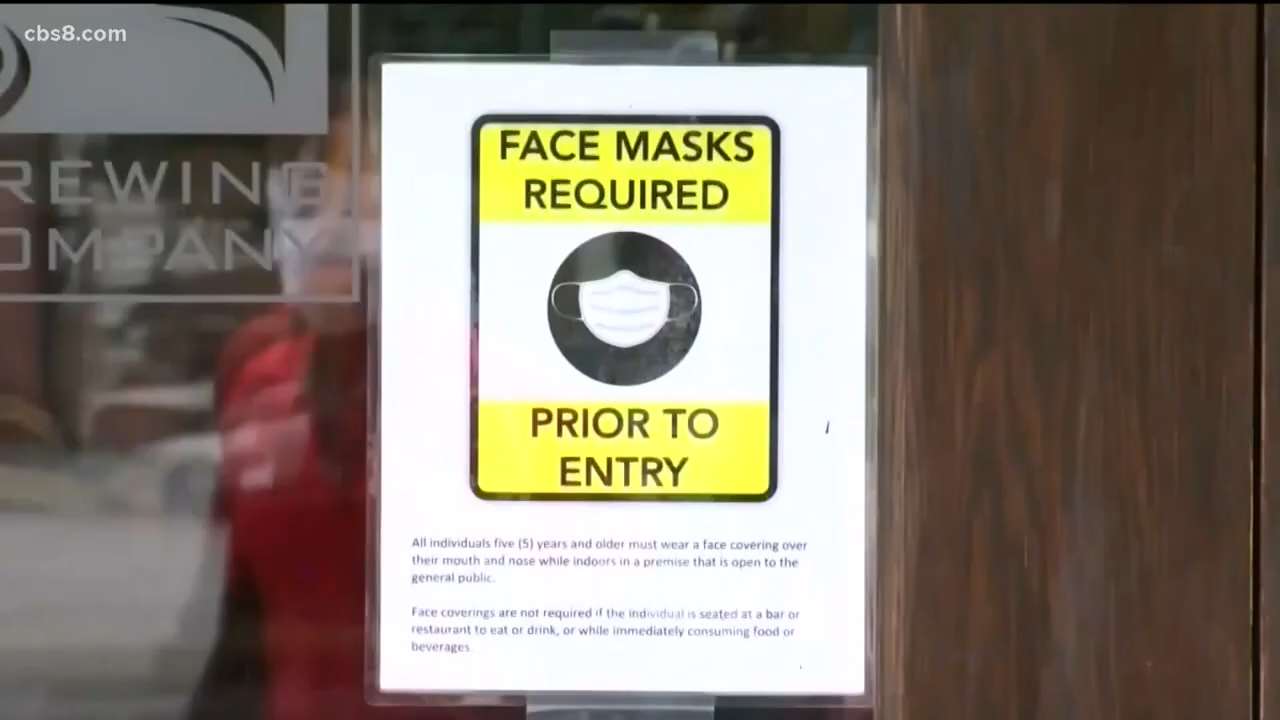 cbs8.com
REWING
OMPANY
FACE MASKS
REQUIRED
PRIOR TO
ENTRY
All individuals five (5) years and older must wear a face covering over
their mouth and nose while indoors in a premise that is open to the
general public.
Face coverings are not required if the individual is seated at a bar or
restaurant to eat or drink, or while immediately consuming food or
beverages.